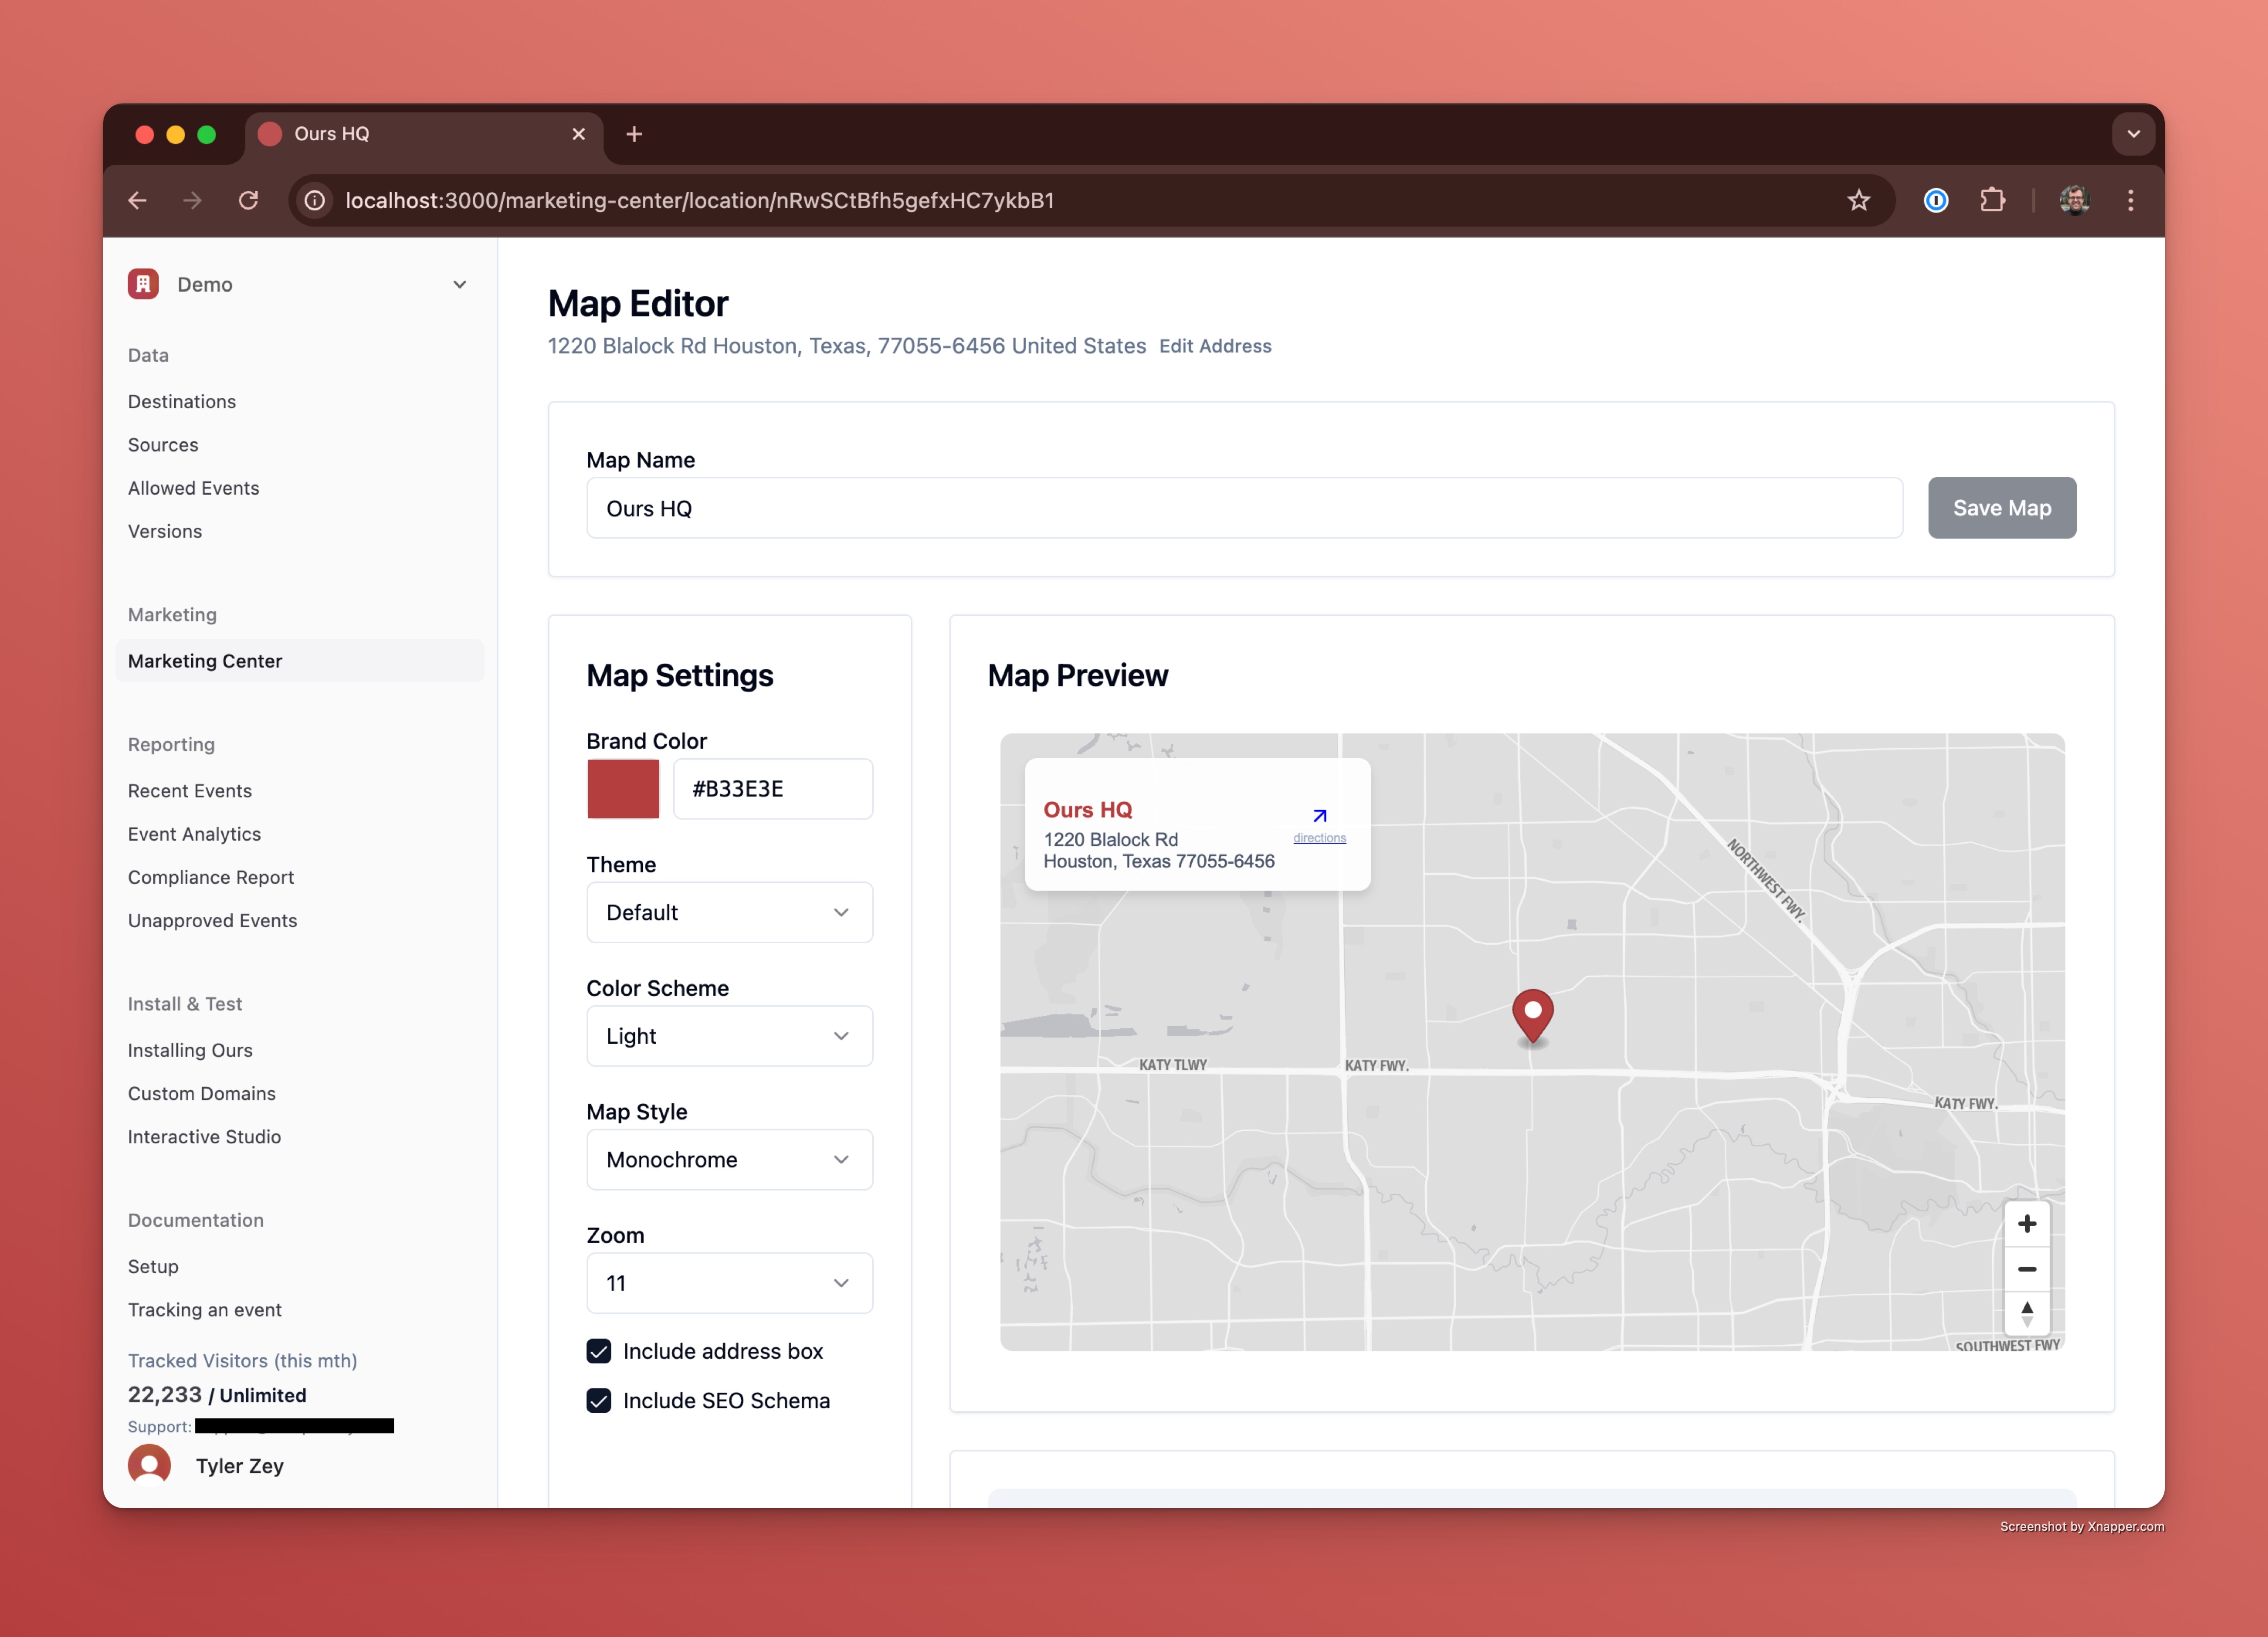 Ours HQ
localhost:3000/marketing-center/location/nRwSCtBfh5gefxHC7ykbB1
Demo
Data
Destinations
Sources
Allowed Events
Versions
Marketing
Marketing Center
Reporting
Recent Events
Event Analytics
Compliance Report
Unapproved Events
Install & Test
Installing Ours
Custom Domains
Interactive Studio
Documentation
Setup
Tracking an event
Tracked Visitors (this mth)
22,233 / Unlimited
Support:
Tyler Zey
Map Editor
1220 Blalock Rd Houston, Texas, 77055-6456 United States Edit Address
Map Name
Ours HQ
Save Map
Map Settings
Brand Color
#B33E3E
Theme
Default
Color Scheme
Light
Map Style
Monochrome
Zoom
11
Include address box
Include SEO Schema
Map Preview
Ours HQ
1220 Blalock Rd
Houston, Texas 77055-6456
directions
NORTHWEST FWY.
KATY TLWY
KATY FWY.
KATY FWY.
SOUTHWEST FWY
Screenshot by Xnapper.com